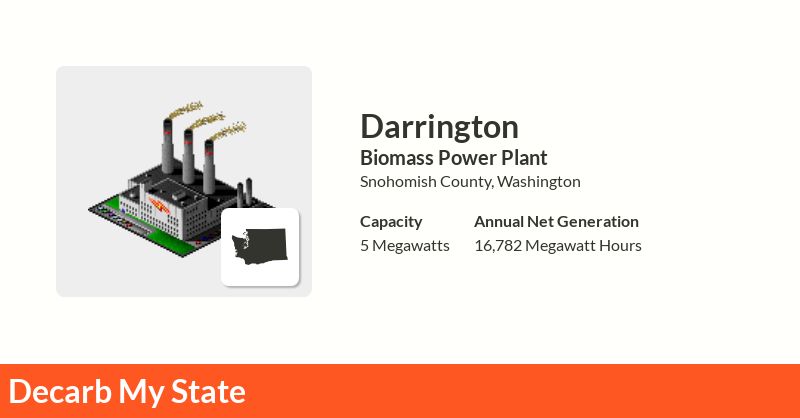 Darrington
Biomass Power Plant
Snohomish County, Washington
Capacity
Annual Net Generation
5 Megawatts
16,782 Megawatt Hours
Decarb My State